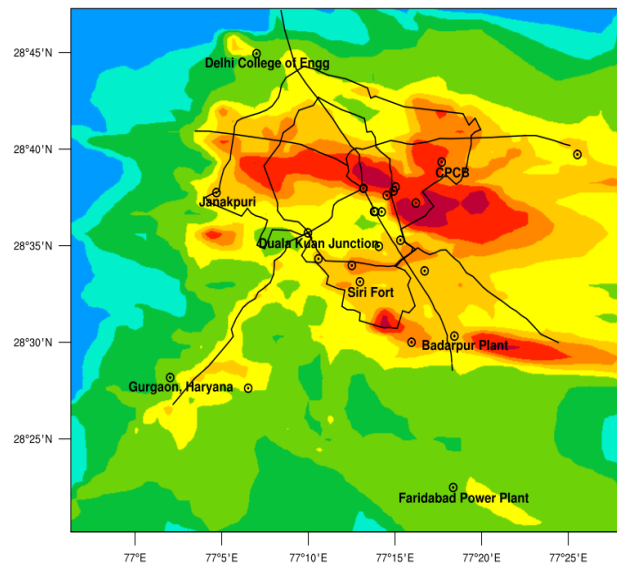 28°45'N
Delhi College of Engg
28°40'N
CPCB
Janakpuri
28°35'N
Duala Kuan Junction
Siri Fort
28°30'N
Badarpur Plant
Gurgaon, Haryana
28°25'N
Faridabad Power Plant
77°E 77°5'E 77°10'E 77°15'E 77°20'E 77°25'E